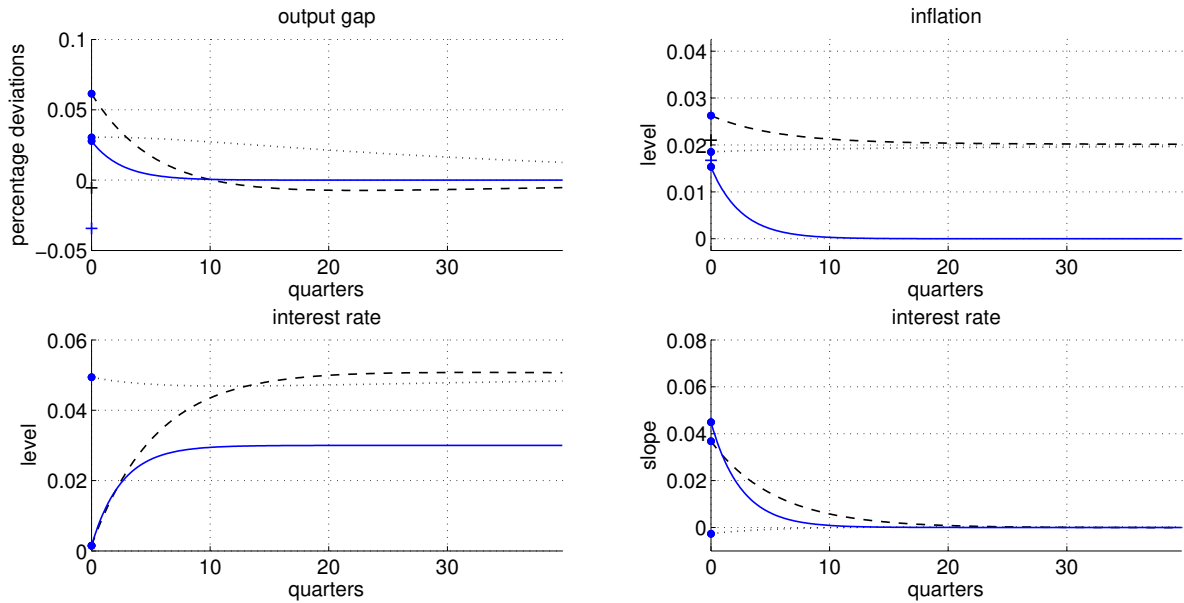 output gap
percentage deviations
0.1
0.05
0
−0.05
0 10 20 30
quarters
inflation
level
0.04
0.03
0.02
0.01
0
0 10 20 30
quarters
interest rate
level
0.06
0.04
0.02
0
0 10 20 30
quarters
interest rate
slope
0.08
0.06
0.04
0.02
0
0 10 20 30
quarters